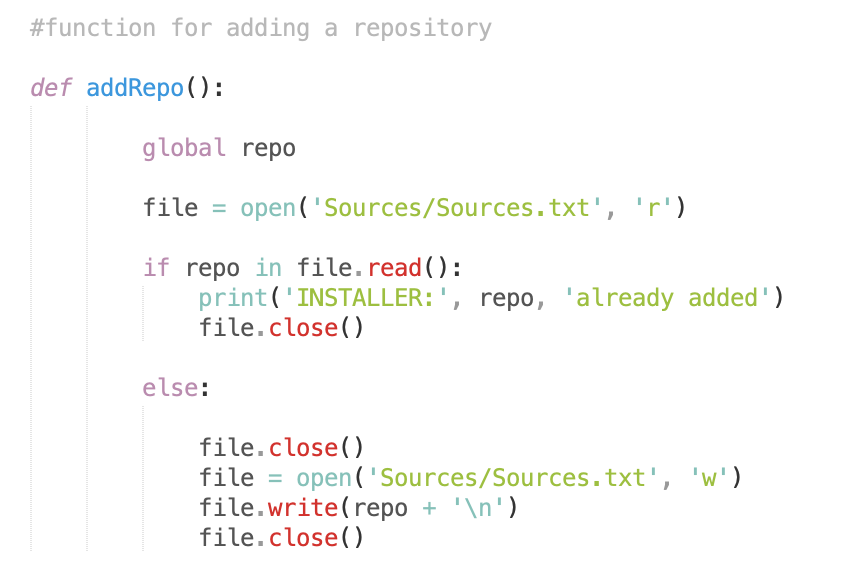 #function for adding a repository
def addRepo():
global repo
file = open('Sources/Sources.txt', 'r')
if repo in file.read():
print('INSTALLER:', repo, 'already added')
file.close()
else:
file.close()
file = open('Sources/Sources.txt', 'w')
file.write(repo + '\n')
file.close()